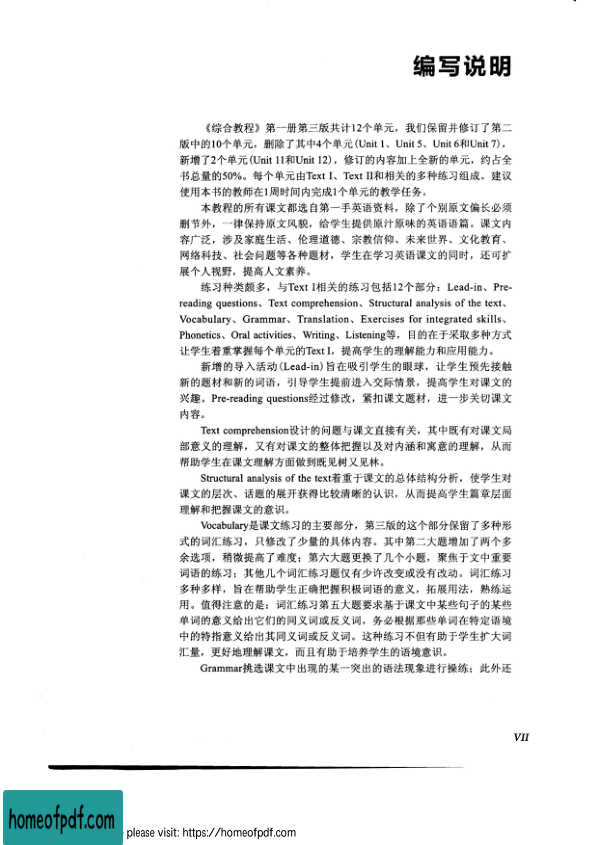 编写说明
《综合教程》第一册第三版共计12个单元，我们保留并修订了第二
版中的10个单元，删除了其中4个单元(Unit 1、Unit 5、Unit 6和Unit 7)，
新增了2个单元(Unit 11和Unit 12)，修订的内容加上全新的单元，约占全
书总量的50%。每个单元由Text I、Text II和相关的多种练习组成。建议
使用本书的教师在1周时间内完成1个单元的教学任务。
本教程的所有课文都选自第一手英语资料，除了个别原文偏长必须
删节外，一律保持原文风貌，给学生提供原汁原味的英语语篇。课文内
容广泛，涉及家庭生活、伦理道德、宗教信仰、未来世界、文化教育、
网络科技、社会问题等各种题材，学生在学习英语课文的同时，还可扩
展个人视野，提高人文素养。
练习种类颇多，与Text I相关的练习包括12个部分：Lead-in、Pre-
reading questions、Text comprehension、Structural analysis of the text、
Vocabulary、Grammar、Translation、Exercises for integrated skills、
Phonetics、Oral activities、Writing、Listening等，目的在于采取多种方式
让学生着重掌握每个单元的Text I，提高学生的理解能力和应用能力。
新增的导入活动(Lead-in)旨在吸引学生的眼球，让学生预先接触
新的题材和新的词语，引导学生提前进入交际情景，提高学生对课文的
兴趣。Pre-reading questions经过修改，紧扣课文题材，进一步关切课文
内容。
Text comprehension设计的问题与课文直接有关，其中既有对课文局
部意义的理解，又有对课文的整体把握以及对内涵和寓意的理解，从而
帮助学生在课文理解方面做到既见树又见林。
Structural analysis of the text着重于课文的总体结构分析，使学生对
课文的层次、话题的展开获得比较清晰的认识，从而提高学生篇章层面
理解和把握课文的意识。
Vocabulary是课文练习的主要部分，第三版的这个部分保留了多种形
式的词汇练习，只修改了少量的具体内容。其中第二大题增加了两个多
余选项，稍微提高了难度；第六大题更换了几个小题，聚焦于文中重要
词语的练习；其他几个词汇练习题仅有少许改变或没有改动。词汇练习
多种多样，旨在帮助学生正确把握积极词语的意义，拓展用法，熟练运
用。值得注意的是：词汇练习第五大题要求基于课文中某些句子的某些
单词的意义给出它们的同义词或反义词，务必根据那些单词在特定语境
中的特指意义给出其同义词或反义词。这种练习不但有助于学生扩大词
汇量，更好地理解课文，而且有助于培养学生的语境意识。
Grammar挑选课文中出现的某一突出的语法现象进行操练；此外还
VII
homeofpdf.com
please visit: https://homeofpdf.com